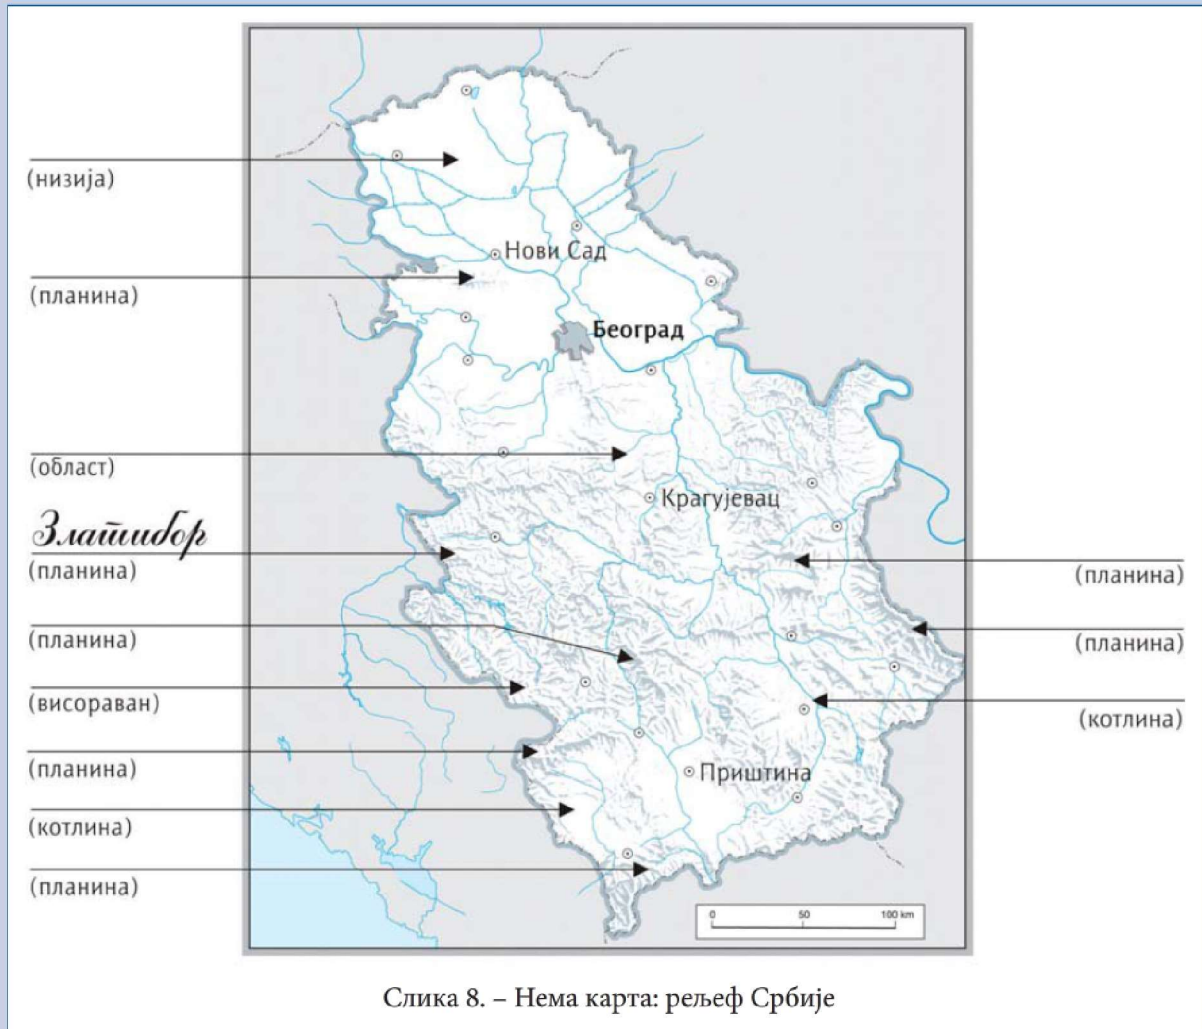 (низија)
Нови Сад
(планина)
Београд
(област)
Крагујевац
Златибор
(планина)
(планина)
(планина)
(планина)
(висораван)
(котлина)
(планина)
Приштина
(котлина)
(планина)
0 50 100 km
Слика 8. – Нема карта: рељеф Србије